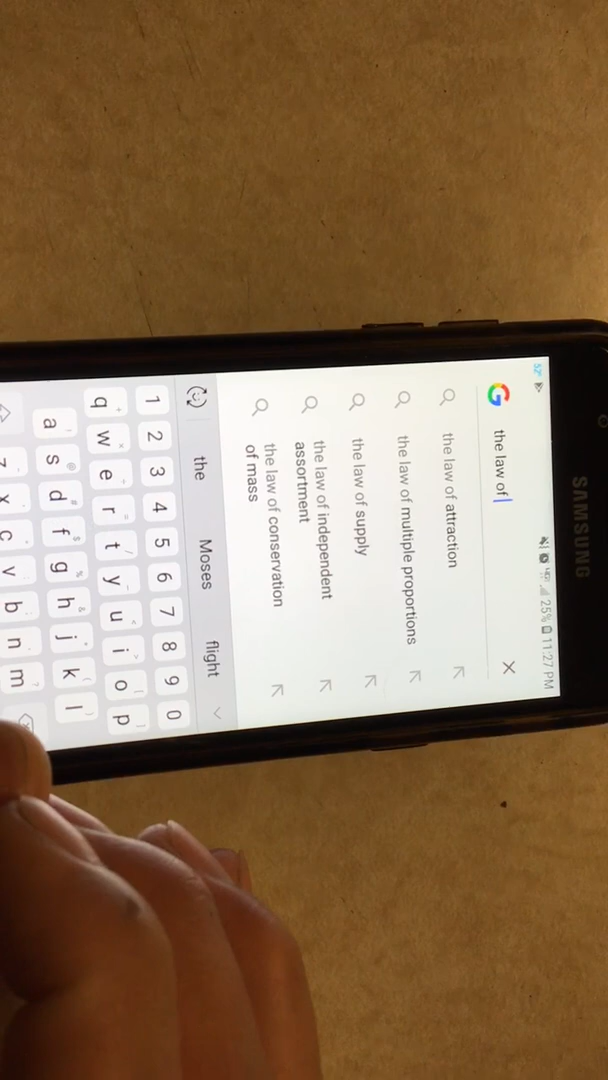 SAMSUNG
52° 4G 25% 11:27 PM
the law of
the law of attraction
the law of multiple proportions
the law of supply
the law of independent
assortment
the law of conservation
of mass
the Moses flight
1 2 3 4 5 6 7 8 9 0
q w e r t y u i o p
a s d f g h j k l
z x c v b n m